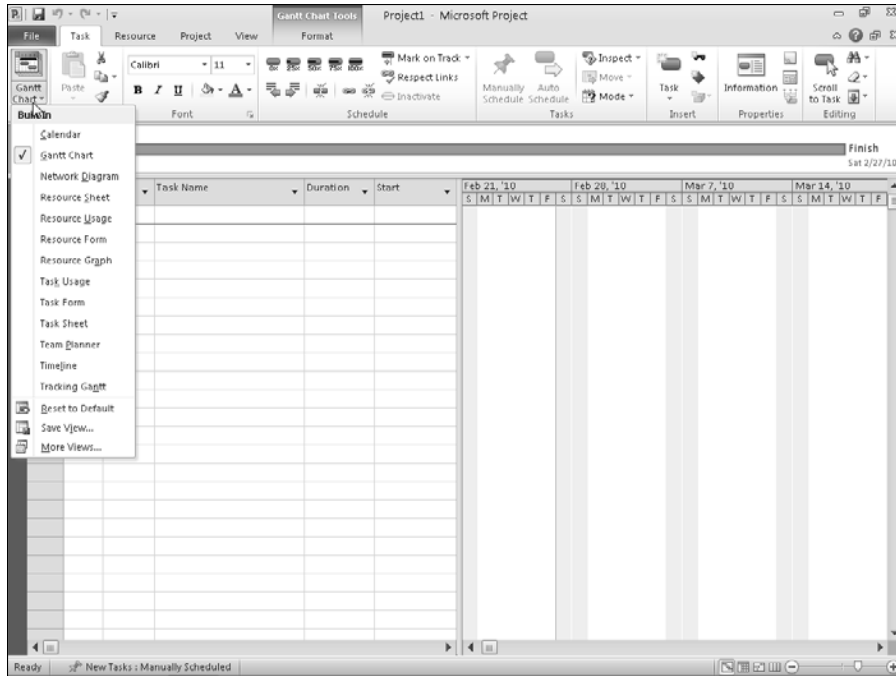 Gantt Chart Tools Project1 - Microsoft Project
File Task Resource Project View Format
Gantt Chart
Paste
Calibri 11
B I U A
0x 25x 50x 75x 100x
Mark on Track
Respect Links
Inactivate
Manually Schedule
Auto Schedule
Inspect
Move
Mode
Task
Information
Scroll to Task
Font Schedule Tasks Insert Properties Editing
Built-In
Calendar
Gantt Chart
Network Diagram
Resource Sheet
Resource Usage
Resource Form
Resource Graph
Task Usage
Task Form
Task Sheet
Team Planner
Timeline
Tracking Gantt
Reset to Default
Save View...
More Views...
Finish
Sat 2/27/10
Task Name Duration Start
Feb 21, '10 Feb 28, '10 Mar 7, '10 Mar 14, '10
S M T W T F S S M T W T F S S M T W T F S S M T W T F
Ready New Tasks : Manually Scheduled